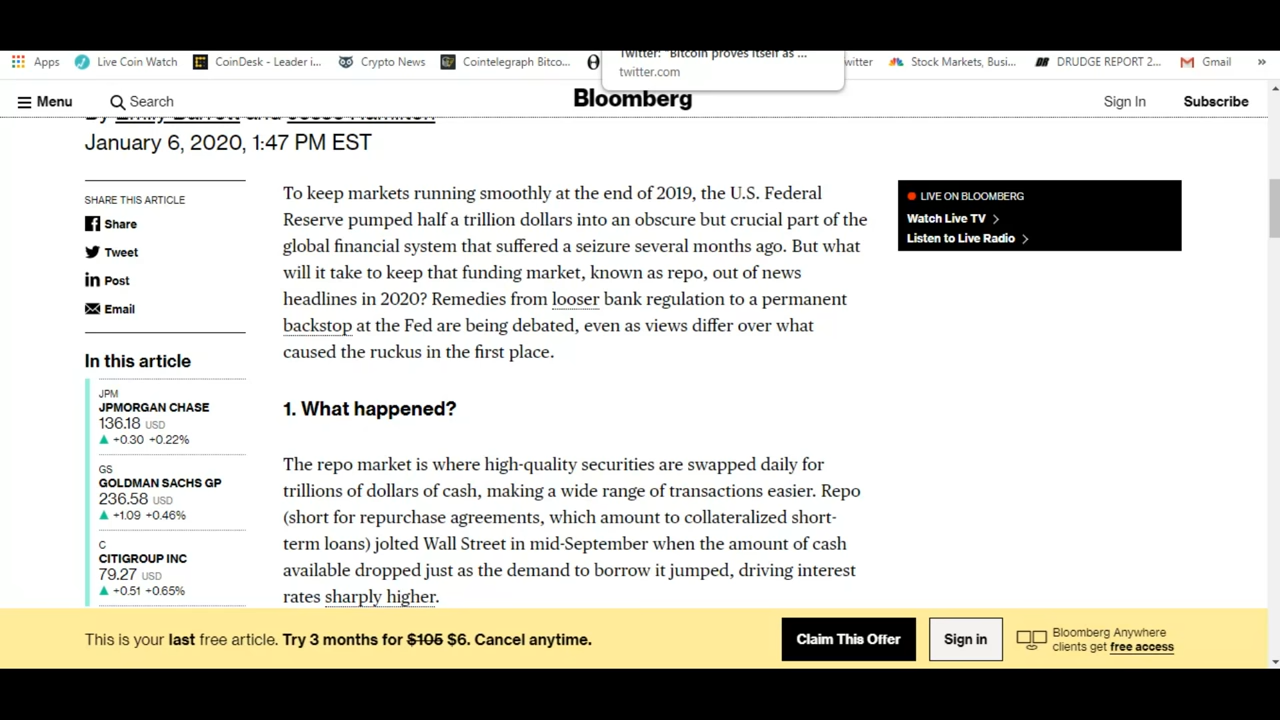 Twitter: "Bitcoin proves itself as ...
twitter.com
Apps
Live Coin Watch
CoinDesk - Leader i...
Crypto News
Cointelegraph Bitco...
witter
Stock Markets, Busi...
DRUDGE REPORT 2...
Gmail
»
Menu
Search
Bloomberg
Sign In
Subscribe
By Emily Barrett and Jesse Hamilton
January 6, 2020, 1:47 PM EST
SHARE THIS ARTICLE
Share
Tweet
Post
Email
In this article
JPM
JPMORGAN CHASE
136.18 USD
▲ +0.30 +0.22%
GS
GOLDMAN SACHS GP
236.58 USD
▲ +1.09 +0.46%
C
CITIGROUP INC
79.27 USD
▲ +0.51 +0.65%
To keep markets running smoothly at the end of 2019, the U.S. Federal
Reserve pumped half a trillion dollars into an obscure but crucial part of the
global financial system that suffered a seizure several months ago. But what
will it take to keep that funding market, known as repo, out of news
headlines in 2020? Remedies from looser bank regulation to a permanent
backstop at the Fed are being debated, even as views differ over what
caused the ruckus in the first place.
1. What happened?
The repo market is where high-quality securities are swapped daily for
trillions of dollars of cash, making a wide range of transactions easier. Repo
(short for repurchase agreements, which amount to collateralized short-
term loans) jolted Wall Street in mid-September when the amount of cash
available dropped just as the demand to borrow it jumped, driving interest
rates sharply higher.
LIVE ON BLOOMBERG
Watch Live TV >
Listen to Live Radio >
This is your last free article. Try 3 months for $105 $6. Cancel anytime.
Claim This Offer
Sign in
Bloomberg Anywhere
clients get free access